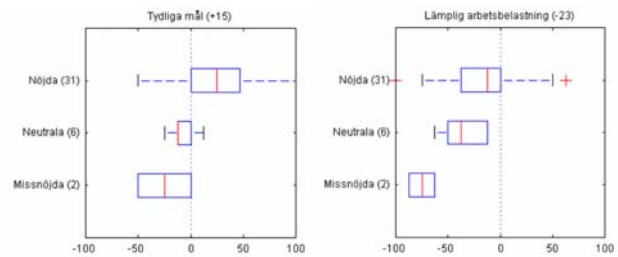 Tydliga mål (+15)
Nöjda (31)
Neutrala (6)
Missnöjda (2)
-100 -50 0 50 100
Lämplig arbetsbelastning (-23)
Nöjda (31)
Neutrala (6)
Missnöjda (2)
-100 -50 0 50 100